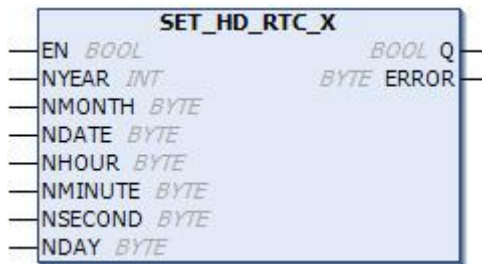 SET_HD_RTC_X
EN BOOL BOOL Q
NYEAR INT BYTE ERROR
NMONTH BYTE
NDATE BYTE
NHOUR BYTE
NMINUTE BYTE
NSECOND BYTE
NDAY BYTE